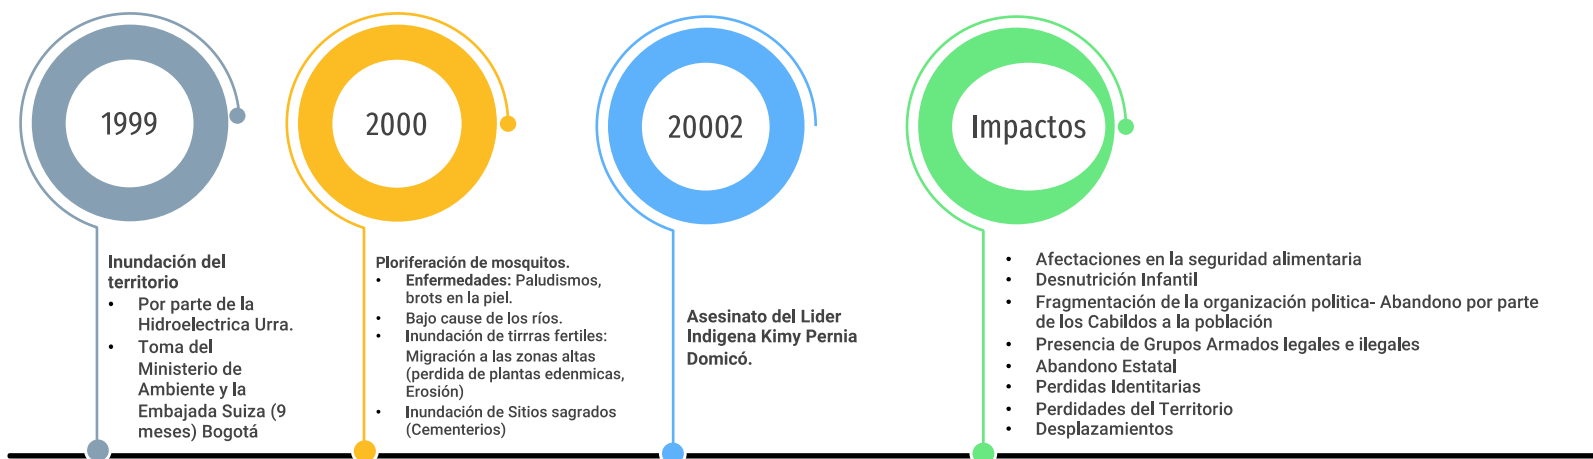 1999
Inundación del
territorio
• Por parte de la
Hidroelectrica Urra.
• Toma del
Ministerio de
Ambiente y la
Embajada Suiza (9
meses) Bogotá
2000
Ploriferación de mosquitos.
• Enfermedades: Paludismos,
brots en la piel.
• Bajo cause de los ríos.
• Inundación de tirrras fertiles:
Migración a las zonas altas
(perdida de plantas edenmicas,
Erosión)
• Inundación de Sitios sagrados
(Cementerios)
20002
Asesinato del Lider
Indigena Kimy Pernia
Domicó.
Impactos
• Afectaciones en la seguridad alimentaria
• Desnutrición Infantil
• Fragmentación de la organización politica- Abandono por parte
de los Cabildos a la población
• Presencia de Grupos Armados legales e ilegales
• Abandono Estatal
• Perdidas Identitarias
• Perdidades del Territorio
• Desplazamientos